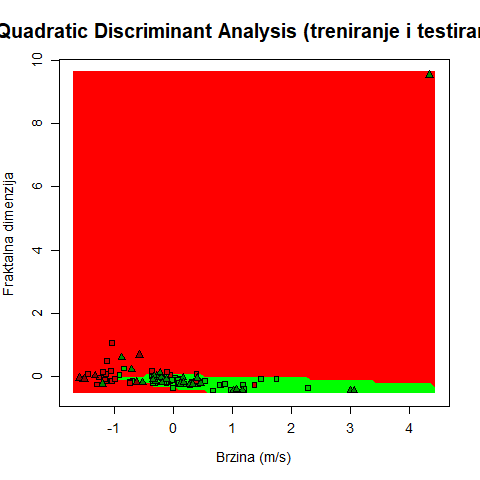 Quadratic Discriminant Analysis (treniranje i testiran
Fraktalna dimenzija
0 2 4 6 8 10
-1 0 1 2 3 4
Brzina (m/s)